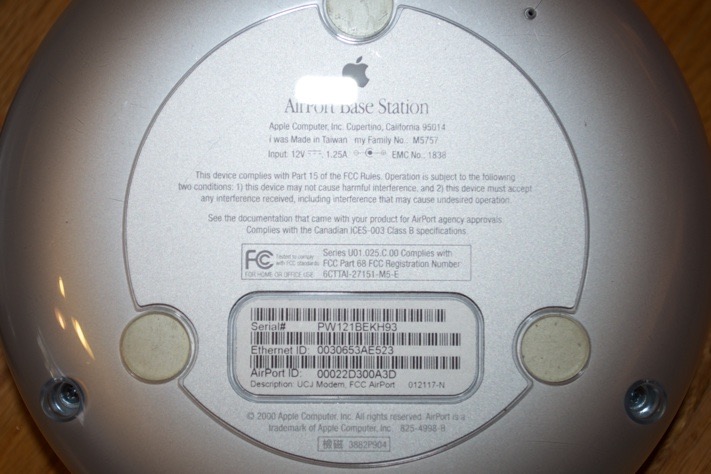 AirPort Base Station
Apple Computer, Inc. Cupertino, California 95014
I was Made in Taiwan my Family No.: M5757
Input: 12V 1.25A EMC No.: 1838
This device complies with Part 15 of the FCC Rules. Operation is subject to the following
two conditions: 1) this device may not cause harmful interference, and 2) this device must accept
any interference received, including interference that may cause undesired operation.
See the documentation that came with your product for AirPort agency approvals.
Complies with the Canadian ICES-003 Class B specifications.
FC Tested to comply
with FCC standards
FOR HOME OR OFFICE USE
Series U01.025.C.00 Complies with
FCC Part 68 FCC Registration Number:
6CTTAI-27151-M5-E
Serial# PW121BEKH93
Ethernet ID: 0030653AE523
AirPort ID: 00022D300A3D
Description: UCJ Modem, FCC AirPort 012117-N
© 2000 Apple Computer, Inc. All rights reserved. AirPort is a
trademark of Apple Computer, Inc. 825-4998-B
檢磁 3882P904